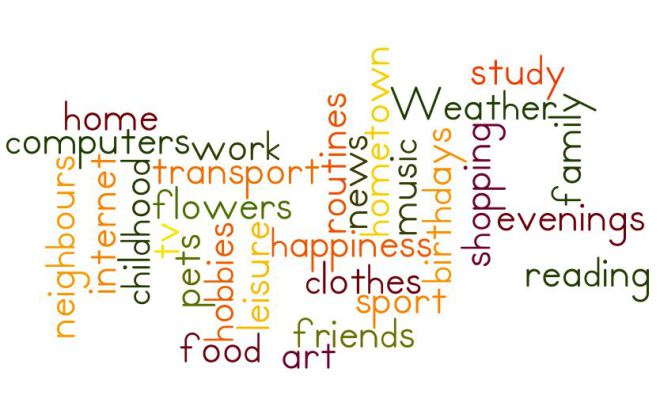 study
Weather
home
computers
work
transport
neighbours
internet
childhood
flowers
tv
pets
hobbies
leisure
routines
news
hometown
music
birthdays
shopping
family
evenings
happiness
clothes
reading
sport
friends
food
art